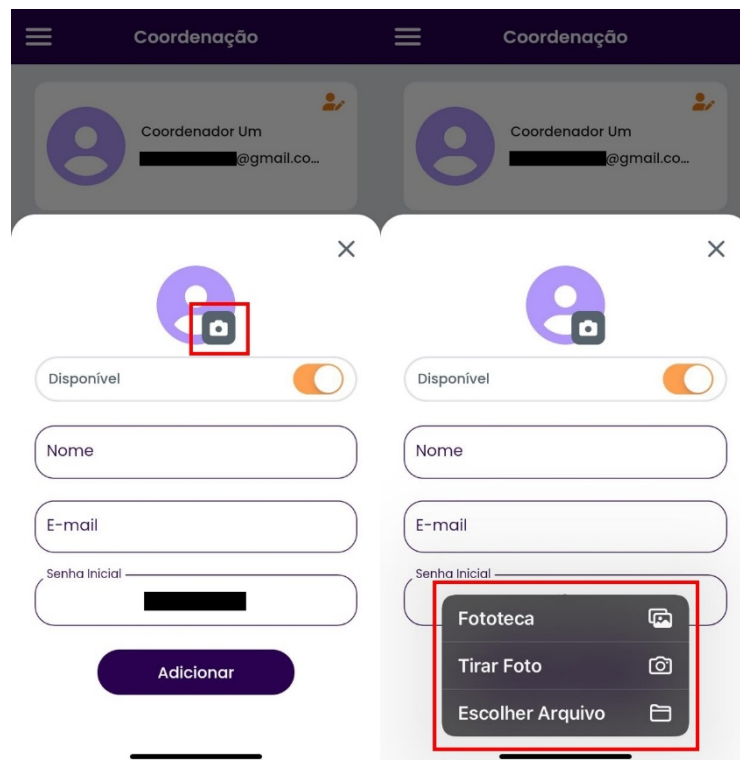 Coordenação
Coordenador Um
@gmail.co...
Disponível
Nome
E-mail
Senha Inicial
Adicionar
Coordenação
Coordenador Um
@gmail.co...
Disponível
Nome
E-mail
Senha Inicial
Fototeca
Tirar Foto
Escolher Arquivo